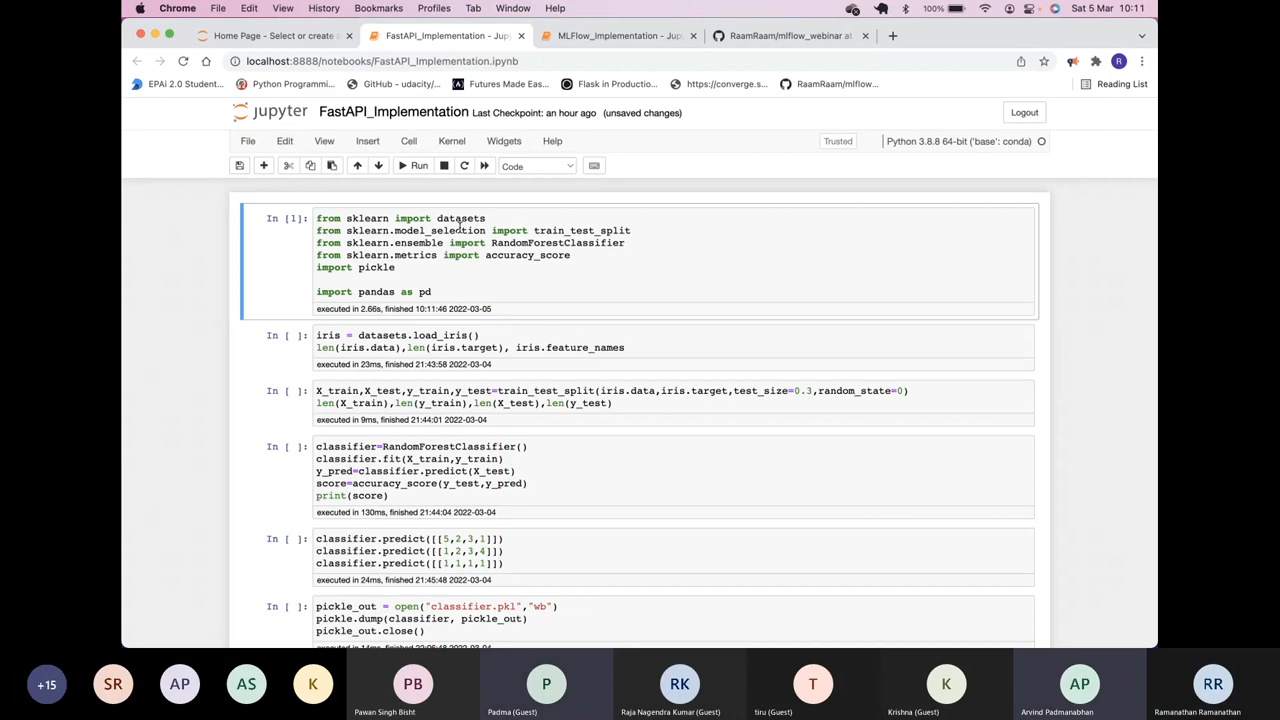 Chrome File Edit View History Bookmarks Profiles Tab Window Help 100% Sat 5 Mar 10:11
Home Page - Select or create a FastAPI_Implementation - Jup MLFlow_Implementation - Jupy RaamRaam/mlflow_webinar at
localhost:8888/notebooks/FastAPI_Implementation.ipynb R
EPAi 2.0 Student... Python Programmi... GitHub - udacity/... Futures Made Eas... Flask in Production... https://converge.s... RaamRaam/mlflow... Reading List
jupyter FastAPI_Implementation Last Checkpoint: an hour ago (unsaved changes) Logout
File Edit View Insert Cell Kernel Widgets Help Trusted Python 3.8.8 64-bit ('base': conda)
Run Code
In [1]: from sklearn import datasets
from sklearn.model_selection import train_test_split
from sklearn.ensemble import RandomForestClassifier
from sklearn.metrics import accuracy_score
import pickle
import pandas as pd
executed in 2.66s, finished 10:11:46 2022-03-05
In [ ]: iris = datasets.load_iris()
len(iris.data),len(iris.target), iris.feature_names
executed in 23ms, finished 21:43:58 2022-03-04
In [ ]: X_train,X_test,y_train,y_test=train_test_split(iris.data,iris.target,test_size=0.3,random_state=0)
len(X_train),len(y_train),len(X_test),len(y_test)
executed in 9ms, finished 21:44:01 2022-03-04
In [ ]: classifier=RandomForestClassifier()
classifier.fit(X_train,y_train)
y_pred=classifier.predict(X_test)
score=accuracy_score(y_test,y_pred)
print(score)
executed in 130ms, finished 21:44:04 2022-03-04
In [ ]: classifier.predict([[5,2,3,1]])
classifier.predict([[1,2,3,4]])
classifier.predict([[1,1,1,1]])
executed in 24ms, finished 21:45:48 2022-03-04
In [ ]: pickle_out = open("classifier.pkl","wb")
pickle.dump(classifier, pickle_out)
pickle_out.close()
+15 SR AP AS K PB P RK T K AP RR
Pawan Singh Bisht Padma (Guest) Raja Nagendra Kumar (Guest) tiru (Guest) Krishna (Guest) Arvind Padmanabhan Ramanathan Ramanathan